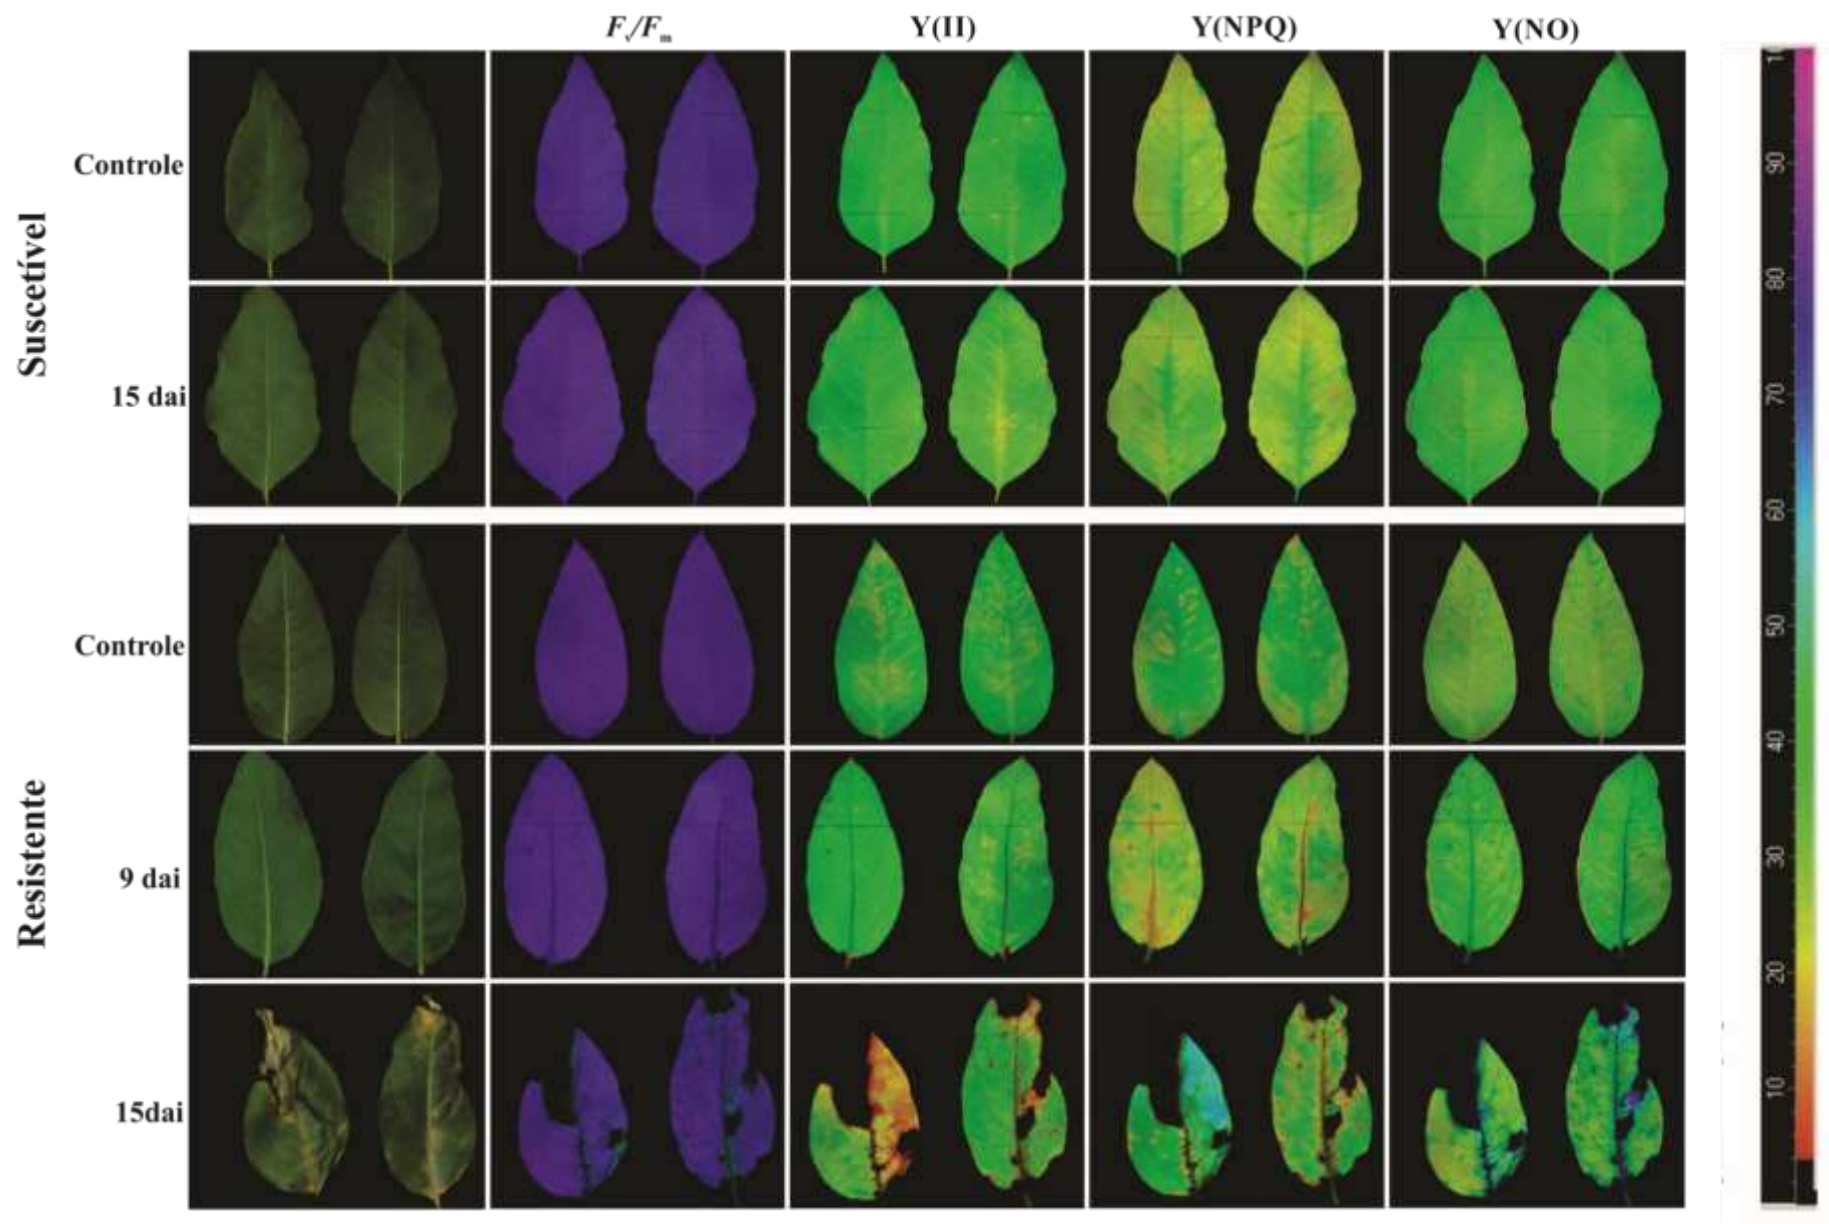 Fv/Fm Y(II) Y(NPQ) Y(NO)
Suscetível
Controle
15 dai
Resistente
Controle
9 dai
15dai
90
80
70
60
50
40
30
20
10